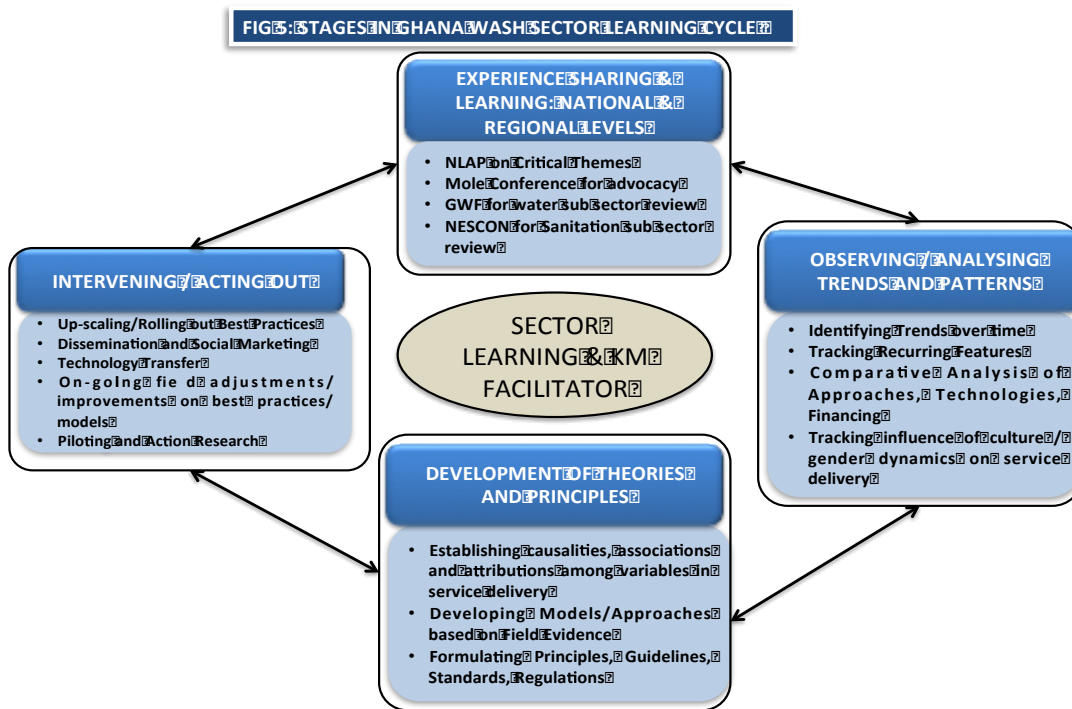 FIG 5: STAGES IN GHANA WASH SECTOR LEARNING CYCLE
EXPERIENCE SHARING &
LEARNING: NATIONAL &
REGIONAL LEVELS
• NLAP on Critical Themes
• Mole Conference for advocacy
• GWF for water sub sector review
• NESCON for Sanitation sub sector
review
INTERVENING / ACTING OUT
• Up-scaling/Rolling out Best Practices
• Dissemination and Social Marketing
• Technology Transfer
• On-going fie d adjustments/
improvements on best practices/
models
• Piloting and Action Research
SECTOR
LEARNING & KM
FACILITATOR
OBSERVING / ANALYSING
TRENDS AND PATTERNS
• Identifying Trends over time
• Tracking Recurring Features
• Comparative Analysis of
Approaches, Technologies,
Financing
• Tracking influence of culture /
gender dynamics on service
delivery
DEVELOPMENT OF THEORIES
AND PRINCIPLES
• Establishing causalities, associations
and attributions among variables in
service delivery
• Developing Models/Approaches
based on Field Evidence
• Formulating Principles, Guidelines,
Standards, Regulations